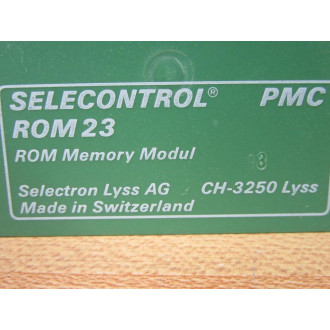 SELECONTROL® PMC
ROM 23
ROM Memory Modul
Selectron Lyss AG CH-3250 Lyss
Made in Switzerland